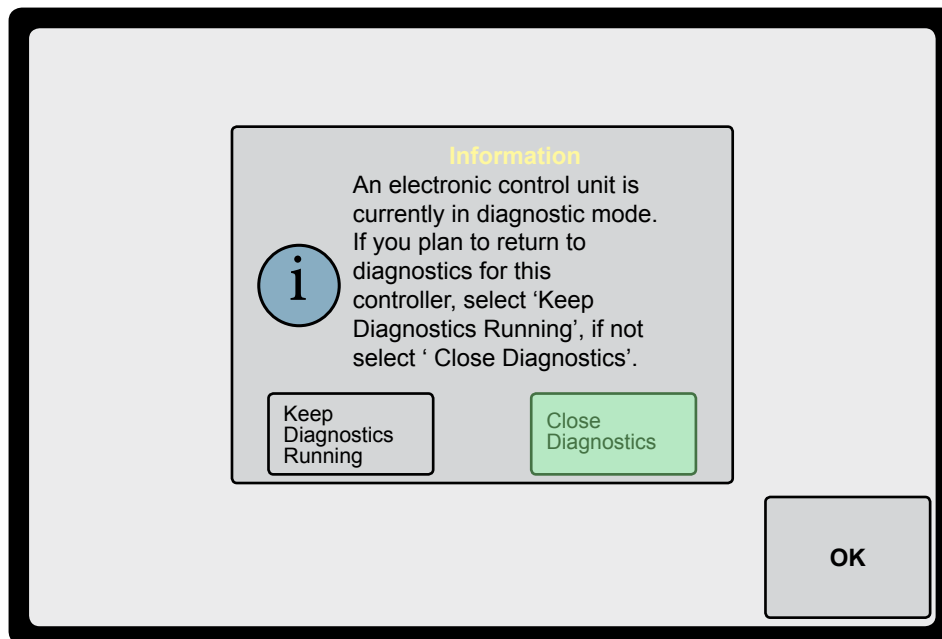 Information
An electronic control unit is
currently in diagnostic mode.
If you plan to return to
diagnostics for this
controller, select ‘Keep
Diagnostics Running’, if not
select ‘ Close Diagnostics’.
i
Keep
Diagnostics
Running
Close
Diagnostics
OK